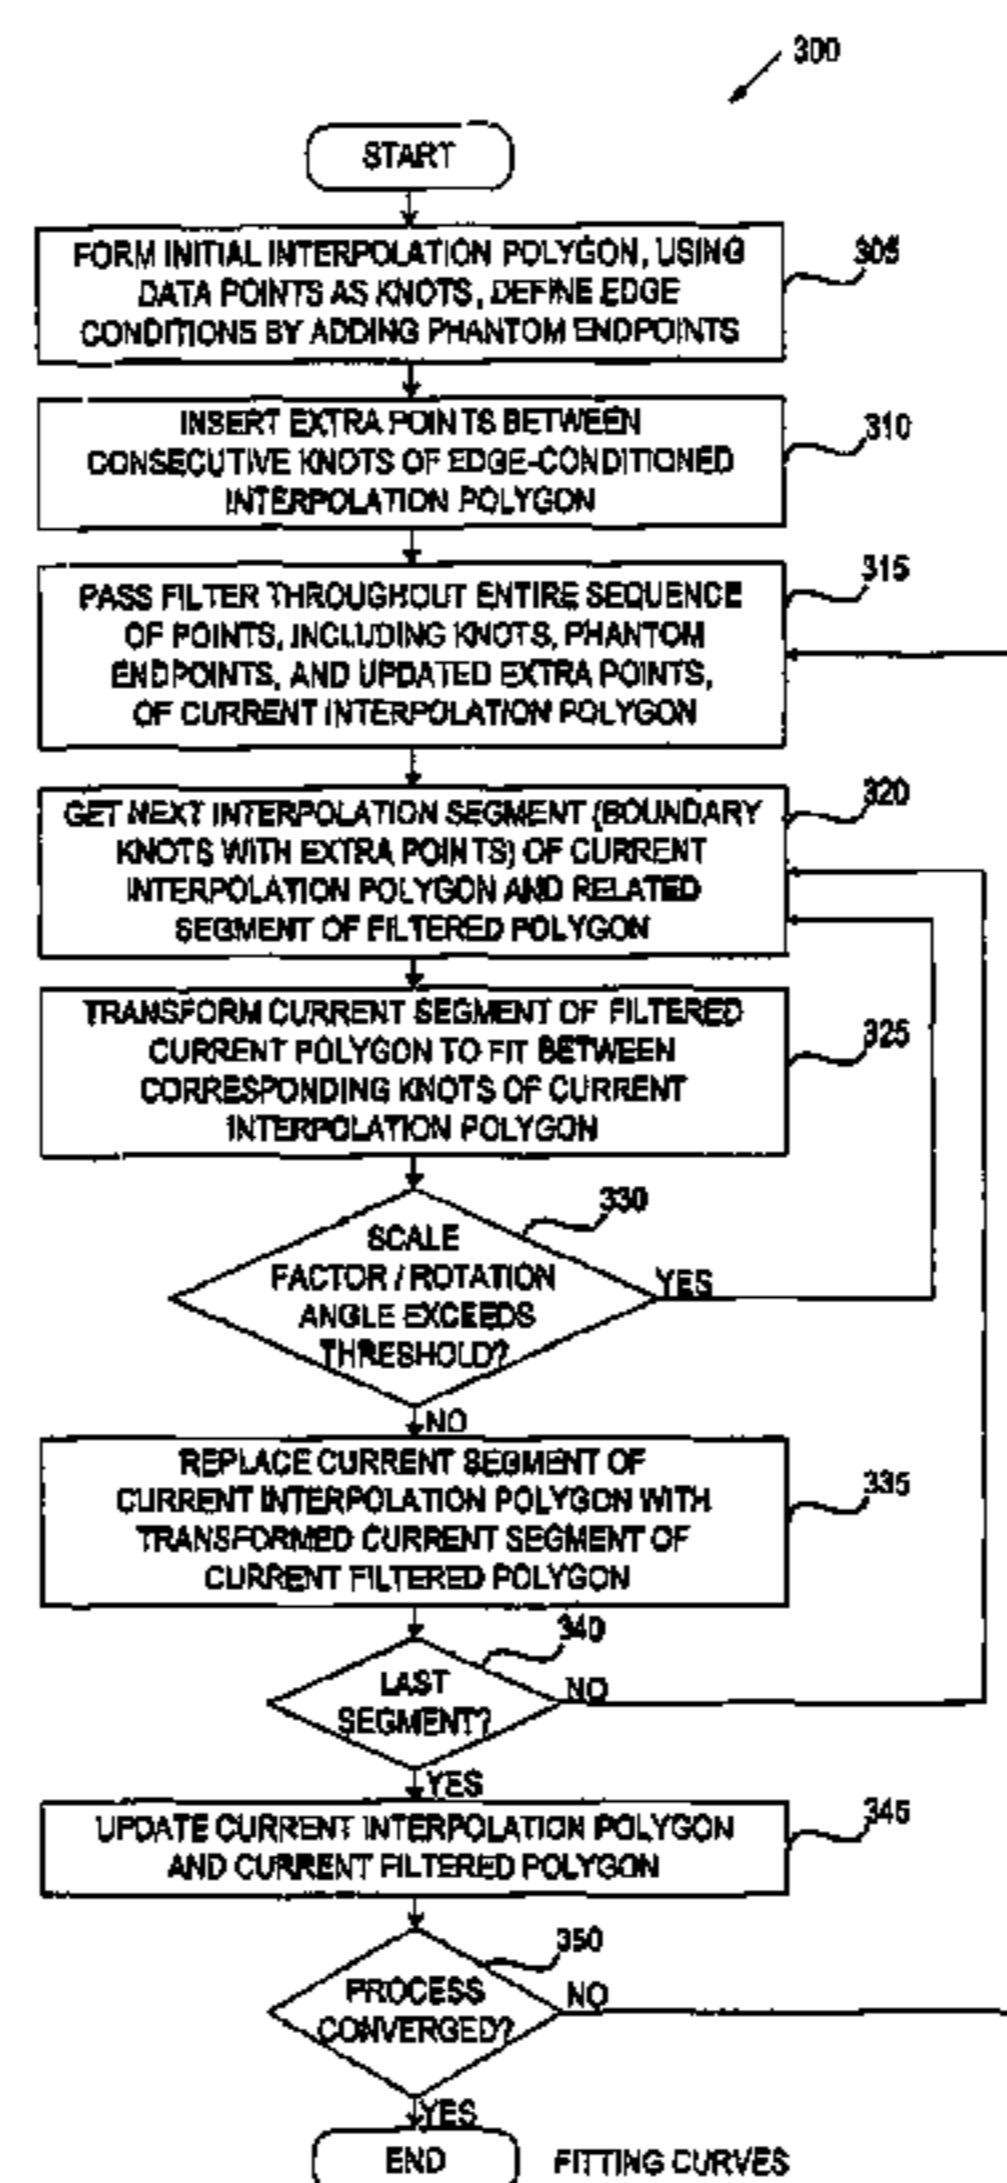 300
START
FORM INITIAL INTERPOLATION POLYGON, USING
DATA POINTS AS KNOTS, DEFINE EDGE
CONDITIONS BY ADDING PHANTOM ENDPOINTS
305
INSERT EXTRA POINTS BETWEEN
CONSECUTIVE KNOTS OF EDGE-CONDITIONED
INTERPOLATION POLYGON
310
PASS FILTER THROUGHOUT ENTIRE SEQUENCE
OF POINTS, INCLUDING KNOTS, PHANTOM
ENDPOINTS, AND UPDATED EXTRA POINTS,
OF CURRENT INTERPOLATION POLYGON
315
GET NEXT INTERPOLATION SEGMENT (BOUNDARY
KNOTS WITH EXTRA POINTS) OF CURRENT
INTERPOLATION POLYGON AND RELATED
SEGMENT OF FILTERED POLYGON
320
TRANSFORM CURRENT SEGMENT OF FILTERED
CURRENT POLYGON TO FIT BETWEEN
CORRESPONDING KNOTS OF CURRENT
INTERPOLATION POLYGON
325
SCALE
FACTOR / ROTATION
ANGLE EXCEEDS
THRESHOLD?
330
YES
NO
REPLACE CURRENT SEGMENT OF
CURRENT INTERPOLATION POLYGON WITH
TRANSFORMED CURRENT SEGMENT OF
CURRENT FILTERED POLYGON
335
LAST
SEGMENT?
340
NO
YES
UPDATE CURRENT INTERPOLATION POLYGON
AND CURRENT FILTERED POLYGON
345
PROCESS
CONVERGED?
350
NO
YES
END
FITTING CURVES